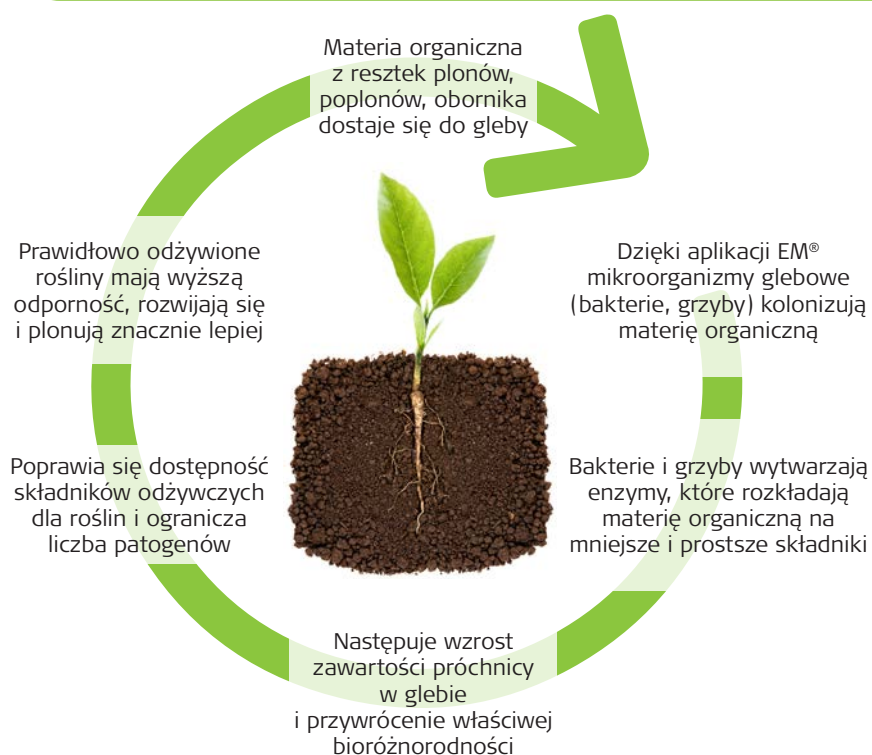 Materia organiczna
z resztek plonów,
poplonów, obornika
dostaje się do gleby
Dzięki aplikacji EM®
mikroorganizmy glebowe
(bakterie, grzyby) kolonizują
materię organiczną
Bakterie i grzyby wytwarzają
enzymy, które rozkładają
materię organiczną na
mniejsze i prostsze składniki
Następuje wzrost
zawartości próchnicy
w glebie
i przywrócenie właściwej
bioróżnorodności
Poprawia się dostępność
składników odżywczych
dla roślin i ogranicza
liczba patogenów
Prawidłowo odżywione
rośliny mają wyższą
odporność, rozwijają się
i plonują znacznie lepiej